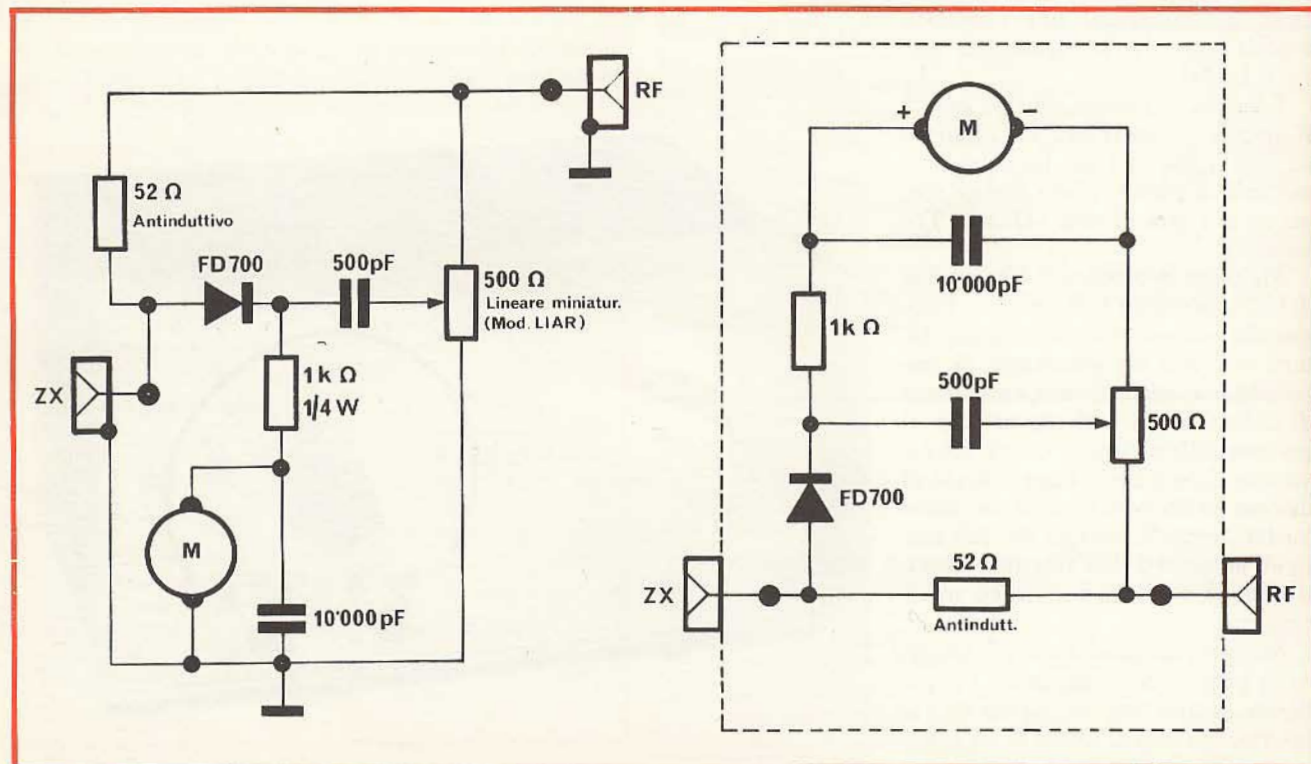 RF
52 Ω
Antinduttivo
FD700
500pF
500 Ω
Lineare miniatur.
(Mod. LIAR)
ZX
1k Ω
1/4 W
M
10'000pF
+
M
−
10'000pF
1k Ω
500pF
500 Ω
FD700
ZX
52 Ω
Antindutt.
RF